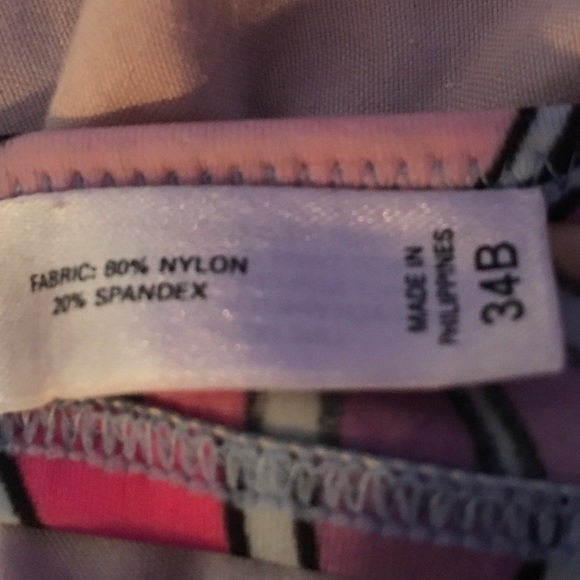 FABRIC: 80% NYLON
20% SPANDEX
MADE IN
PHILIPPINES
34B